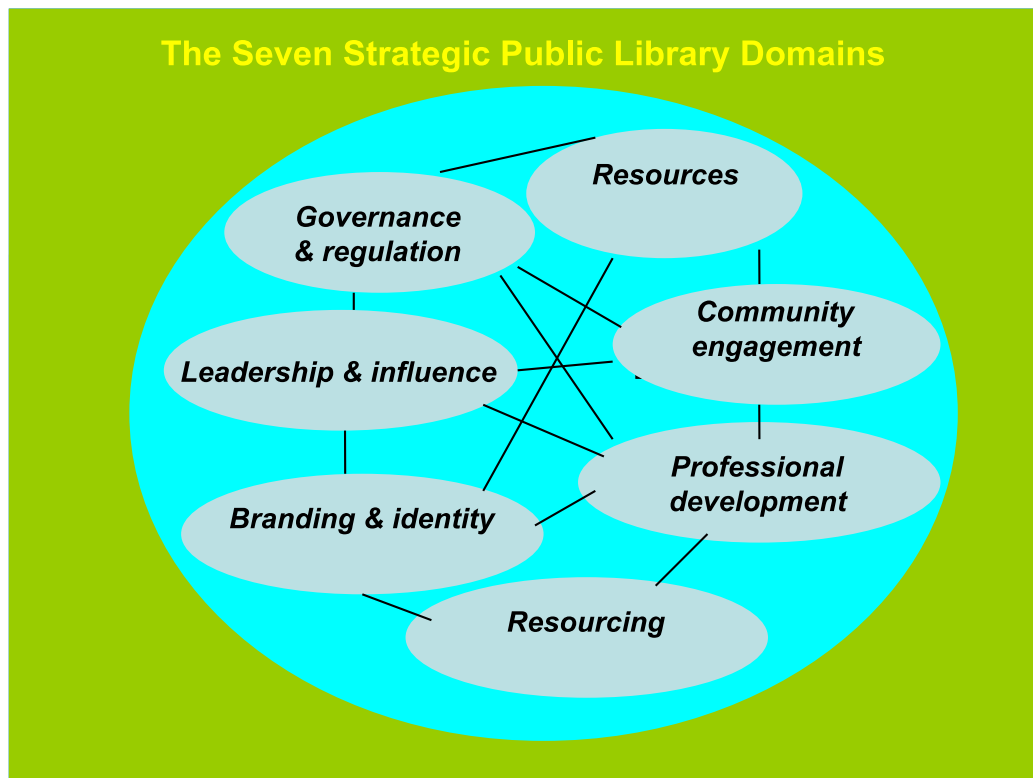 The Seven Strategic Public Library Domains
Resources
Governance
& regulation
Community
engagement
Leadership & influence
Professional
development
Branding & identity
Resourcing